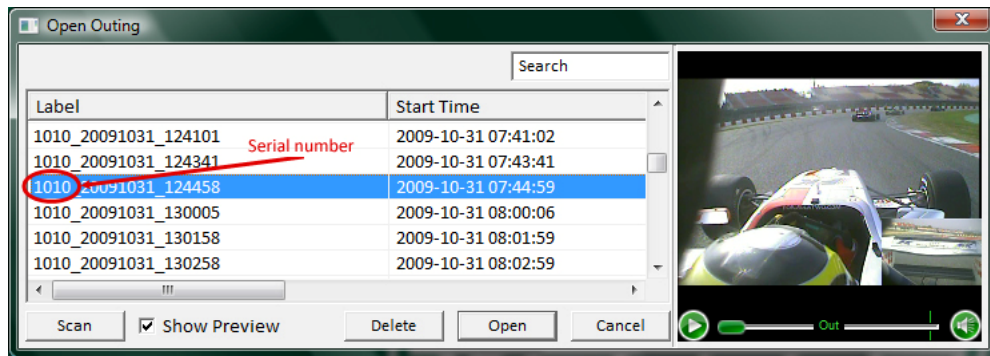 Open Outing
Search
Label Start Time
1010_20091031_124101 2009-10-31 07:41:02
Serial number
1010_20091031_124341 2009-10-31 07:43:41
1010_20091031_124458 2009-10-31 07:44:59
1010_20091031_130005 2009-10-31 08:00:06
1010_20091031_130158 2009-10-31 08:01:59
1010_20091031_130258 2009-10-31 08:02:59
Scan Show Preview Delete Open Cancel
Out